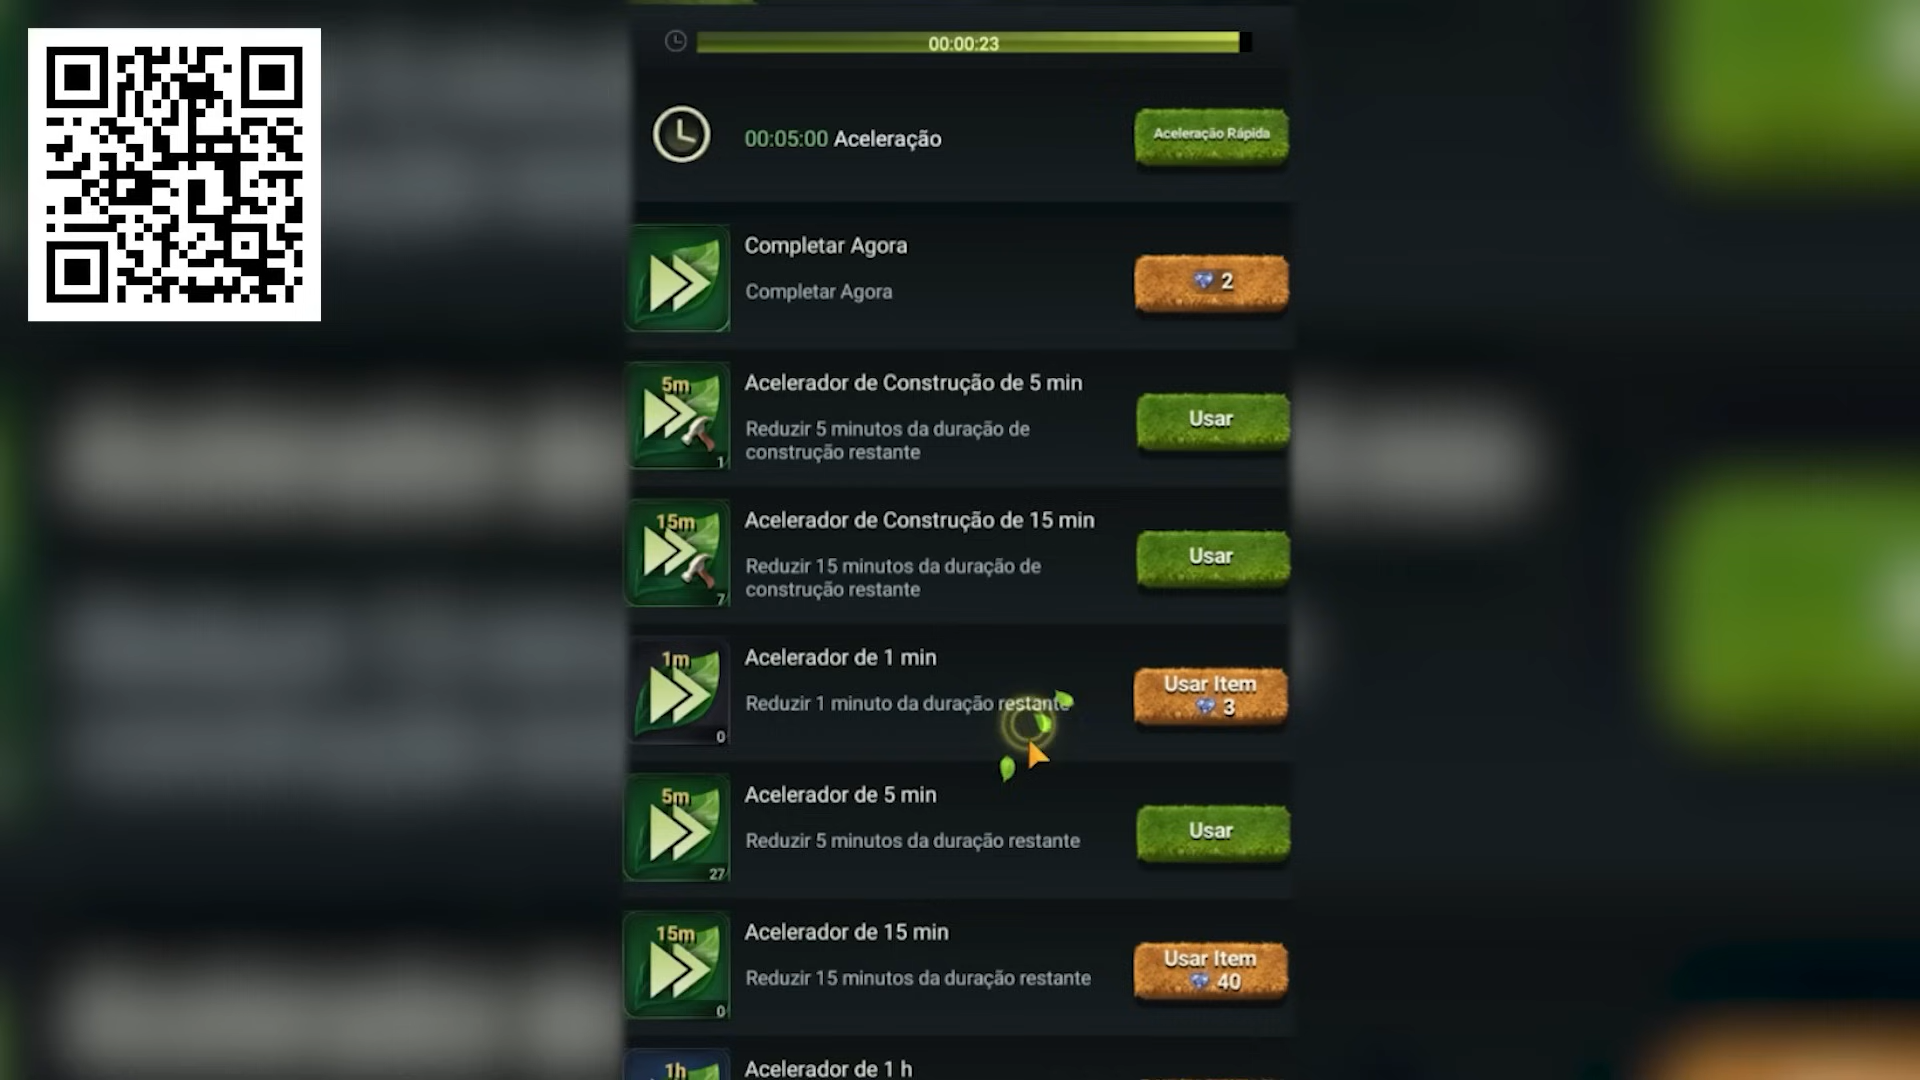 00:00:23
00:05:00 Aceleração
Aceleração Rápida
Completar Agora
Completar Agora
2
5m
1
Acelerador de Construção de 5 min
Reduzir 5 minutos da duração de
construção restante
Usar
15m
7
Acelerador de Construção de 15 min
Reduzir 15 minutos da duração de
construção restante
Usar
1m
0
Acelerador de 1 min
Reduzir 1 minuto da duração restante
Usar Item
3
5m
27
Acelerador de 5 min
Reduzir 5 minutos da duração restante
Usar
15m
0
Acelerador de 15 min
Reduzir 15 minutos da duração restante
Usar Item
40
1h
Acelerador de 1 h